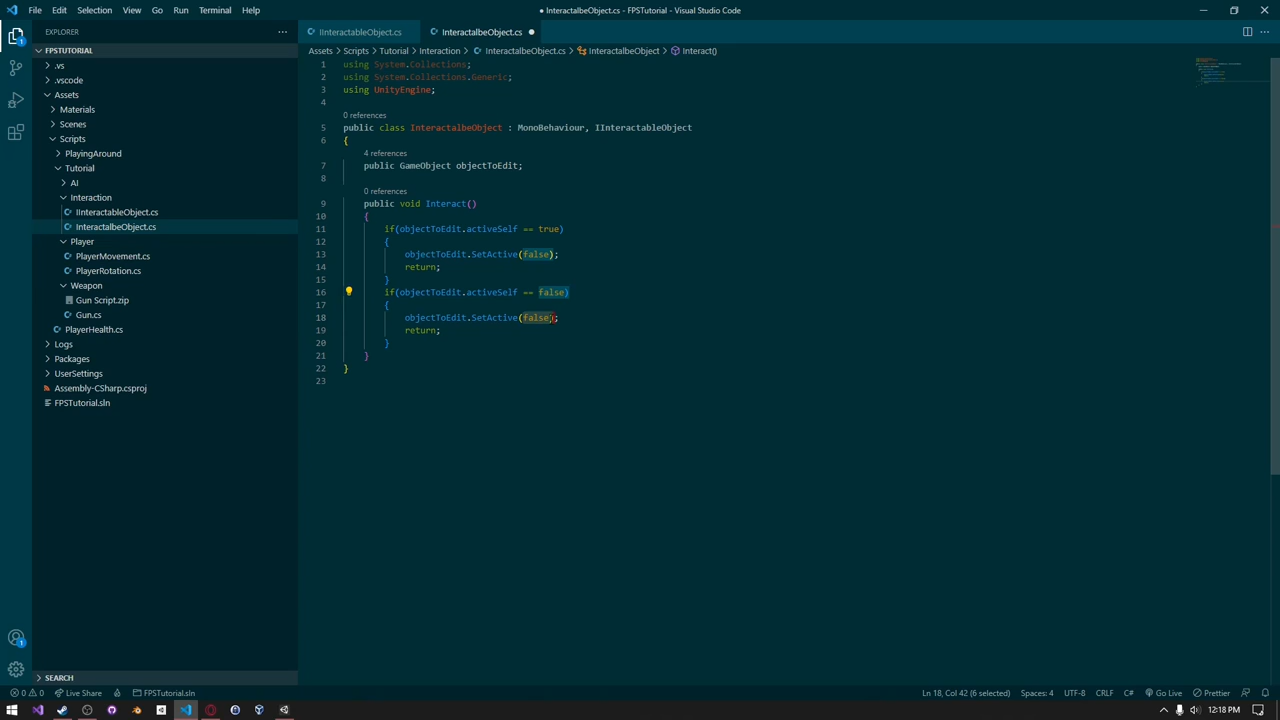 File Edit Selection View Go Run Terminal Help
● InteractalbeObject.cs - FPSTutorial - Visual Studio Code
EXPLORER
IInteractableObject.cs
InteractalbeObject.cs ●
FPSTUTORIAL
Assets > Scripts > Tutorial > Interaction > InteractalbeObject.cs > InteractalbeObject > Interact()
.vs
.vscode
Assets
Materials
Scenes
Scripts
PlayingAround
Tutorial
AI
Interaction
IInteractableObject.cs
InteractalbeObject.cs
Player
PlayerMovement.cs
PlayerRotation.cs
Weapon
Gun Script.zip
Gun.cs
PlayerHealth.cs
Logs
Packages
UserSettings
Assembly-CSharp.csproj
FPSTutorial.sln
SEARCH
1 using System.Collections;
2 using System.Collections.Generic;
3 using UnityEngine;
4
0 references
5 public class InteractalbeObject : MonoBehaviour, IInteractableObject
6 {
4 references
7 public GameObject objectToEdit;
8
0 references
9 public void Interact()
10 {
11 if(objectToEdit.activeSelf == true)
12 {
13 objectToEdit.SetActive(false);
14 return;
15 }
16 if(objectToEdit.activeSelf == false)
17 {
18 objectToEdit.SetActive(false);
19 return;
20 }
21 }
22 }
23
0 0 Live Share FPSTutorial.sln Ln 18, Col 42 (6 selected) Spaces: 4 UTF-8 CRLF C# Go Live Prettier
12:18 PM